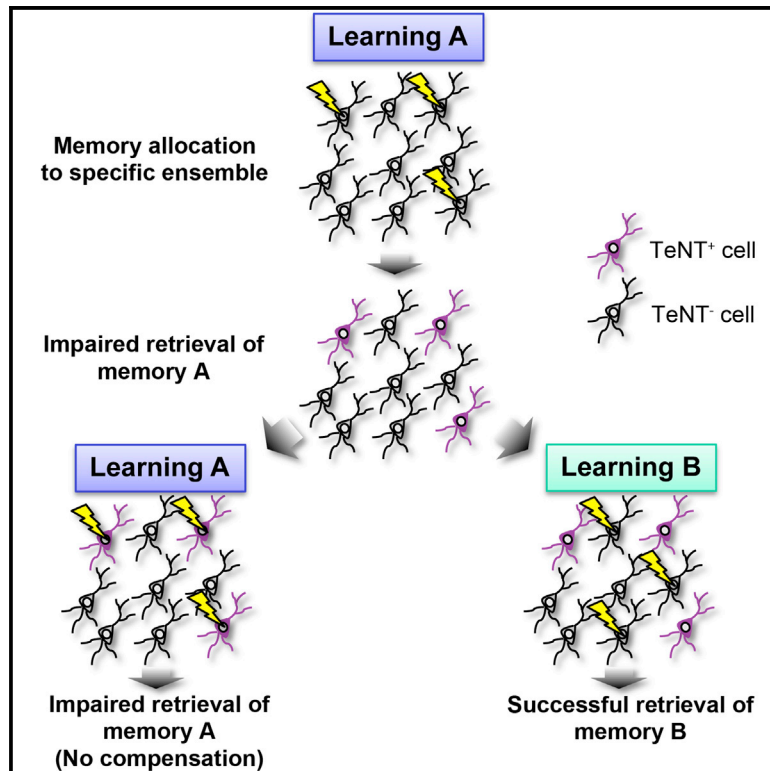 Learning A
Memory allocation
to specific ensemble
TeNT⁺ cell
TeNT⁻ cell
Impaired retrieval of
memory A
Learning A
Learning B
Impaired retrieval of
memory A
(No compensation)
Successful retrieval of
memory B